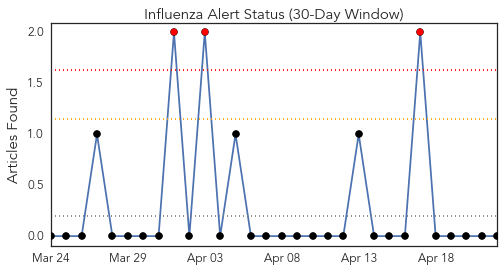 Influenza Alert Status (30-Day Window)
Articles Found
2.0
1.5
1.0
0.5
0.0
Mar 24 Mar 29 Apr 03 Apr 08 Apr 13 Apr 18